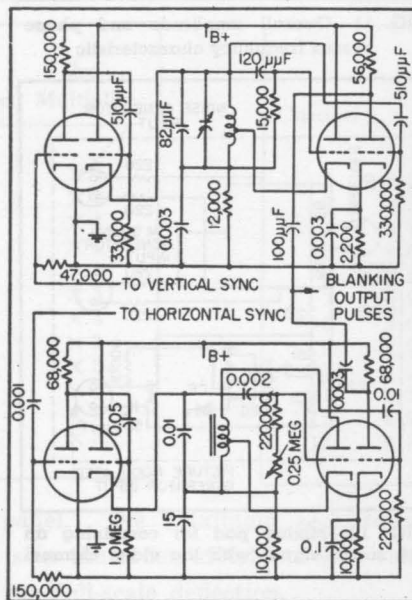 150,000
B+
120 μμF
56,000
510μμF
82μμF
510μμF
15,000
12,000
33,000
0.003
100μμF
0.003
2,200
330,000
47,000
TO VERTICAL SYNC
BLANKING
OUTPUT
PULSES
TO HORIZONTAL SYNC
0.001
68,000
B+
0.002
0.003
68,000
0.05
0.01
0.01
220,000
0.25 MEG
1.0 MEG
15
10,000
0.1
10,000
220,000
150,000